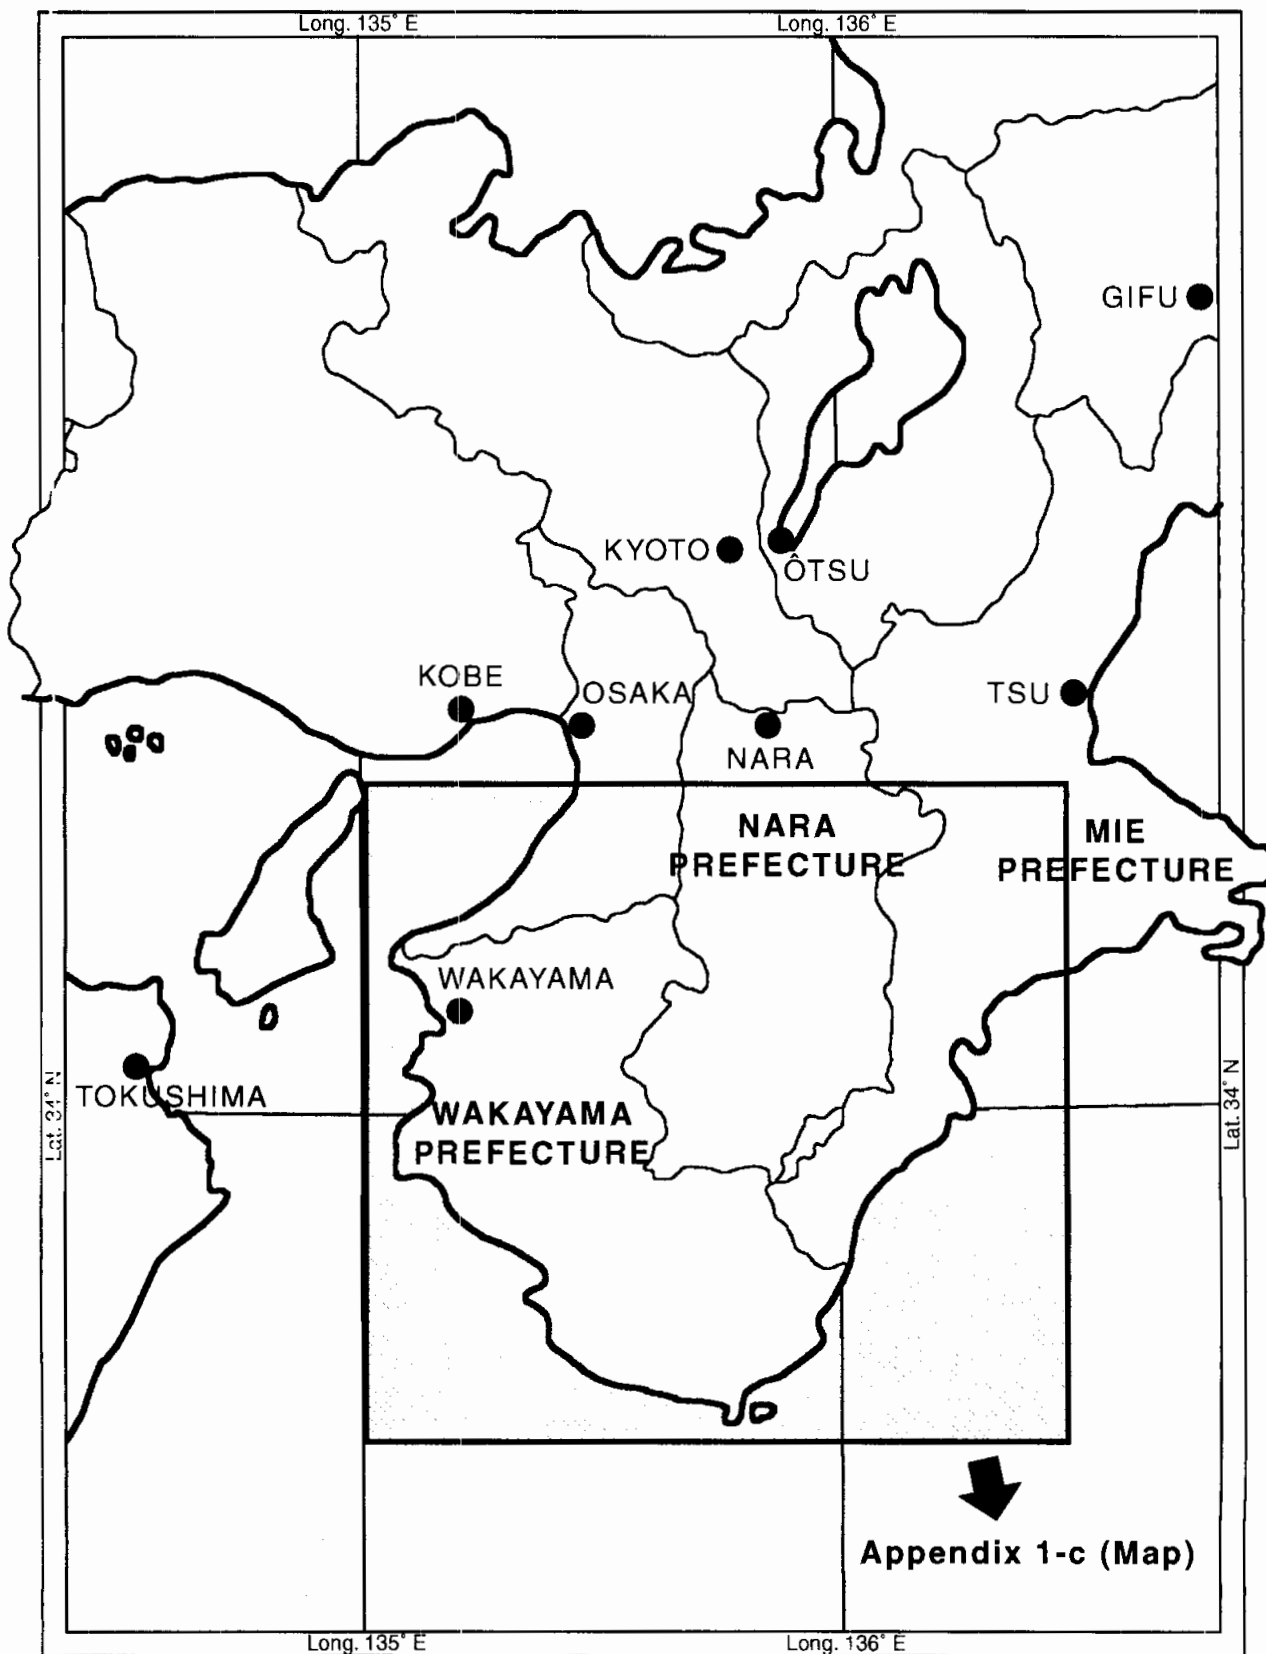 Long. 135° E
Long. 136° E
GIFU
KYOTO
ÔTSU
KOBE
OSAKA
TSU
NARA
NARA
PREFECTURE
MIE
PREFECTURE
WAKAYAMA
TOKUSHIMA
Lat. 34° N
Lat. 34° N
WAKAYAMA
PREFECTURE
Appendix 1-c (Map)
Long. 135° E
Long. 136° E